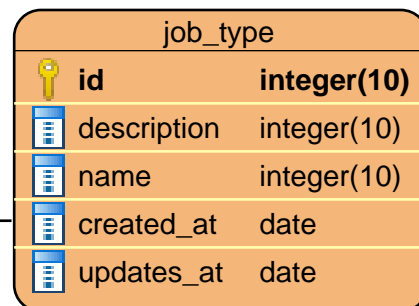 job_type
id integer(10)
description integer(10)
name integer(10)
created_at date
updates_at date